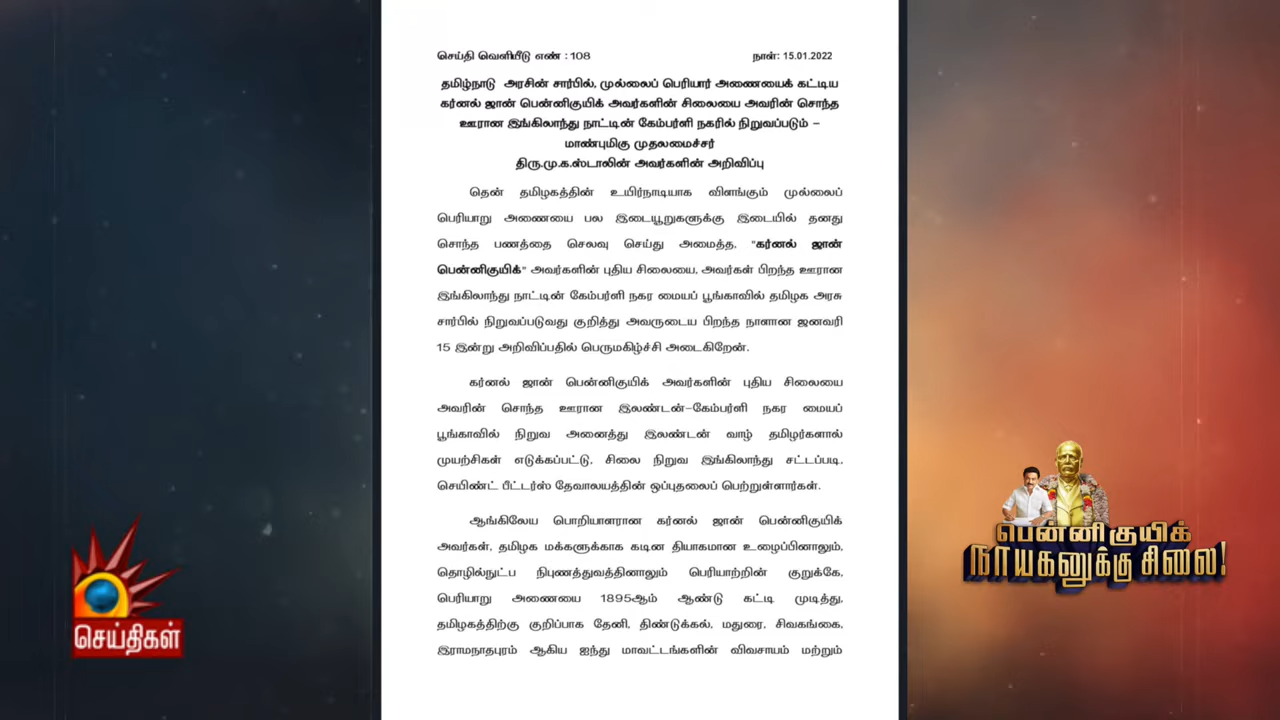 செய்தி வெளியீடு எண் : 108 நாள்: 15.01.2022
தமிழ்நாடு அரசின் சார்பில், முல்லைப் பெரியார் அணையைக் கட்டிய
கர்னல் ஜான் பென்னிகுயிக் அவர்களின் சிலையை அவரின் சொந்த
ஊரான இங்கிலாந்து நாட்டின் கேம்பர்ளி நகரில் நிறுவப்படும் –
மாண்புமிகு முதலமைச்சர்
திரு.மு.க.ஸ்டாலின் அவர்களின் அறிவிப்பு
தென் தமிழகத்தின் உயிர்நாடியாக விளங்கும் முல்லைப்
பெரியாறு அணையை பல இடையூறுகளுக்கு இடையில் தனது
சொந்த பணத்தை செலவு செய்து அமைத்த, "கர்னல் ஜான்
பென்னிகுயிக்" அவர்களின் புதிய சிலையை, அவர்கள் பிறந்த ஊரான
இங்கிலாந்து நாட்டின் கேம்பர்ளி நகர மையப் பூங்காவில் தமிழக அரசு
சார்பில் நிறுவப்படுவது குறித்து அவருடைய பிறந்த நாளான ஜனவரி
15 இன்று அறிவிப்பதில் பெருமகிழ்ச்சி அடைகிறேன்.
கர்னல் ஜான் பென்னிகுயிக் அவர்களின் புதிய சிலையை
அவரின் சொந்த ஊரான இலண்டன்-கேம்பர்ளி நகர மையப்
பூங்காவில் நிறுவ அனைத்து இலண்டன் வாழ் தமிழர்களால்
முயற்சிகள் எடுக்கப்பட்டு, சிலை நிறுவ இங்கிலாந்து சட்டப்படி,
செயிண்ட் பீட்டர்ஸ் தேவாலயத்தின் ஒப்புதலைப் பெற்றுள்ளார்கள்.
ஆங்கிலேய பொறியாளரான கர்னல் ஜான் பென்னிகுயிக்
அவர்கள், தமிழக மக்களுக்காக கடின தியாகமான உழைப்பினாலும்,
தொழில்நுட்ப நிபுணத்துவத்தினாலும் பெரியாற்றின் குறுக்கே,
பெரியாறு அணையை 1895ஆம் ஆண்டு கட்டி முடித்து,
தமிழகத்திற்கு குறிப்பாக தேனி, திண்டுக்கல், மதுரை, சிவகங்கை,
இராமநாதபுரம் ஆகிய ஐந்து மாவட்டங்களின் விவசாயம் மற்றும்
பென்னிகுயிக்
நாயகனுக்கு சிலை!
செய்திகள்